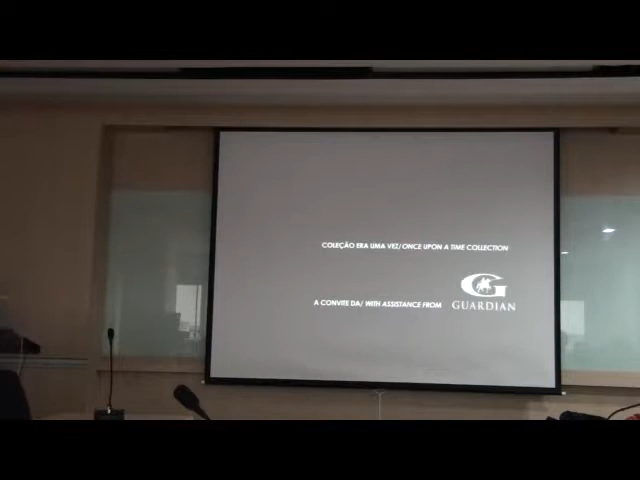 COLEÇÃO ERA UMA VEZ/ ONCE UPON A TIME COLLECTION
A CONVITE DA/ WITH ASSISTANCE FROM
G
GUARDIAN